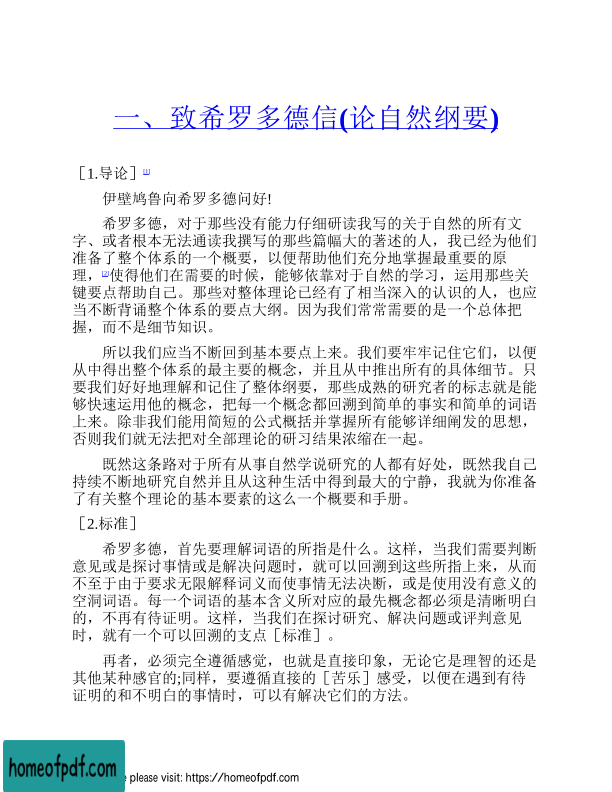 一、致希罗多德信(论自然纲要)
［1.导论］[1]
伊壁鸠鲁向希罗多德问好!
希罗多德，对于那些没有能力仔细研读我写的关于自然的所有文
字、或者根本无法通读我撰写的那些篇幅大的著述的人，我已经为他们
准备了整个体系的一个概要，以便帮助他们充分地掌握最重要的原
理，[2]使得他们在需要的时候，能够依靠对于自然的学习，运用那些关
键要点帮助自己。那些对整体理论已经有了相当深入的认识的人，也应
当不断背诵整个体系的要点大纲。因为我们常常需要的是一个总体把
握，而不是细节知识。
所以我们应当不断回到基本要点上来。我们要牢牢记住它们，以便
从中得出整个体系的最主要的概念，并且从中推出所有的具体细节。只
要我们好好地理解和记住了整体纲要，那些成熟的研究者的标志就是能
够快速运用他的概念，把每一个概念都回溯到简单的事实和简单的词语
上来。除非我们能用简短的公式概括并掌握所有能够详细阐发的思想，
否则我们就无法把对全部理论的研习结果浓缩在一起。
既然这条路对于所有从事自然学说研究的人都有好处，既然我自己
持续不断地研究自然并且从这种生活中得到最大的宁静，我就为你准备
了有关整个理论的基本要素的这么一个概要和手册。
［2.标准］
希罗多德，首先要理解词语的所指是什么。这样，当我们需要判断
意见或是探讨事情或是解决问题时，就可以回溯到这些所指上来，从而
不至于由于要求无限解释词义而使事情无法决断，或是使用没有意义的
空洞词语。每一个词语的基本含义所对应的最先概念都必须是清晰明白
的，不再有待证明。这样，当我们在探讨研究、解决问题或评判意见
时，就有一个可以回溯的支点［标准］。
再者，必须完全遵循感觉，也就是直接印象，无论它是理智的还是
其他某种感官的;同样，要遵循直接的［苦乐］感受，以便在遇到有待
证明的和不明白的事情时，可以有解决它们的方法。
homeofpdf.com
e please visit: https://homeofpdf.com